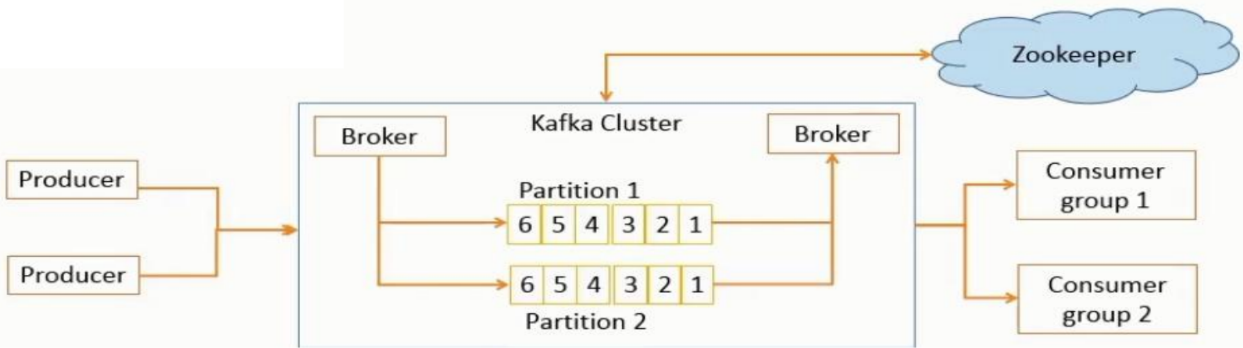 Zookeeper
Kafka Cluster
Broker
Broker
Producer
Producer
Partition 1
6 5 4 3 2 1
6 5 4 3 2 1
Partition 2
Consumer
group 1
Consumer
group 2